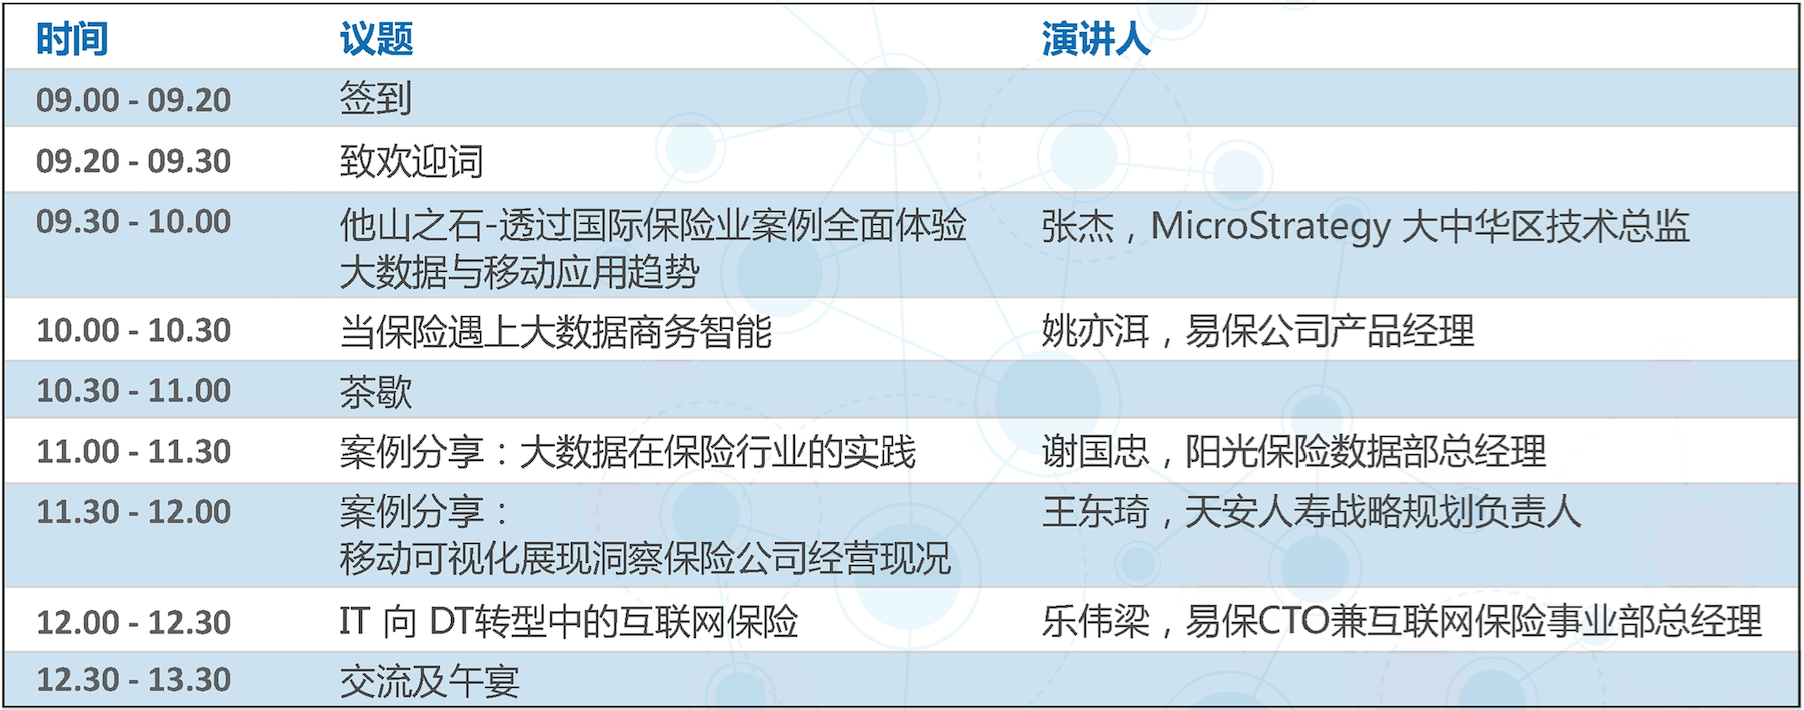 时间 议题 演讲人
09.00 - 09.20 签到
09.20 - 09.30 致欢迎词
09.30 - 10.00 他山之石-透过国际保险业案例全面体验 张杰，MicroStrategy 大中华区技术总监
大数据与移动应用趋势
10.00 - 10.30 当保险遇上大数据商务智能 姚亦洱，易保公司产品经理
10.30 - 11.00 茶歇
11.00 - 11.30 案例分享：大数据在保险行业的实践 谢国忠，阳光保险数据部总经理
11.30 - 12.00 案例分享： 王东琦，天安人寿战略规划负责人
移动可视化展现洞察保险公司经营现况
12.00 - 12.30 IT 向 DT转型中的互联网保险 乐伟梁，易保CTO兼互联网保险事业部总经理
12.30 - 13.30 交流及午宴